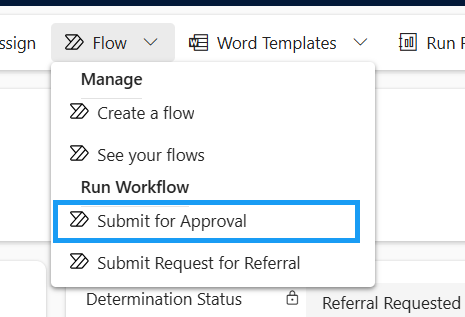 ssign Flow Word Templates Run
Manage
Create a flow
See your flows
Run Workflow
Submit for Approval
Submit Request for Referral
Determination Status Referral Requested